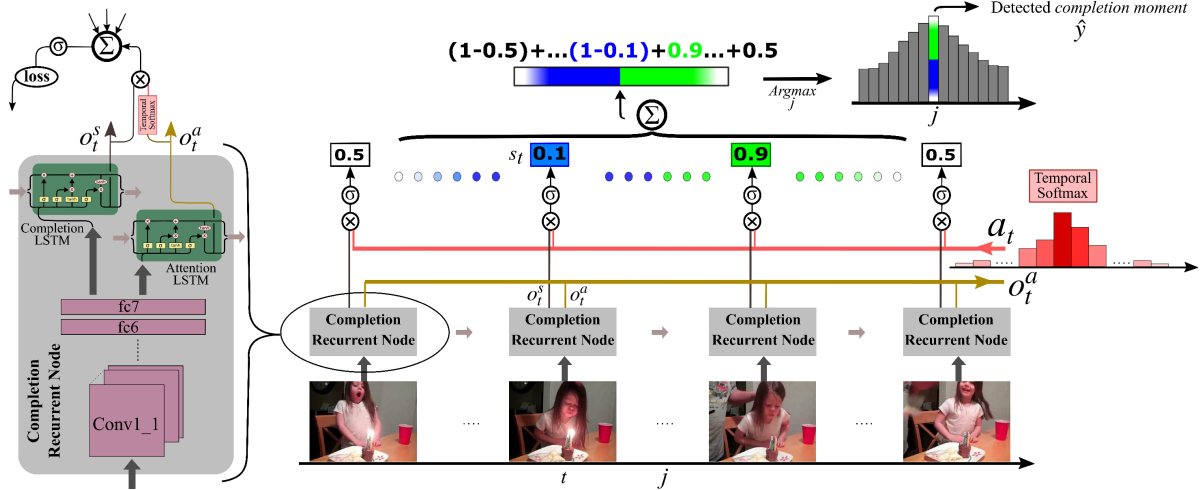 Detected completion moment
ŷ
Σ
σ
loss
(1-0.5)+...(1-0.1)+0.9...+0.5
Argmax
j
j
Σ
Temporal
Softmax
o_t^s
o_t^a
0.5
s_t
0.1
0.9
0.5
σ
σ
σ
σ
Temporal
Softmax
a_t
Completion
LSTM
Attention
LSTM
o_t^s
o_t^a
o_t^a
fc7
fc6
Completion
Recurrent Node
Completion
Recurrent Node
Completion
Recurrent Node
Completion
Recurrent Node
Completion
Recurrent Node
Conv1_1
....
....
....
t
j